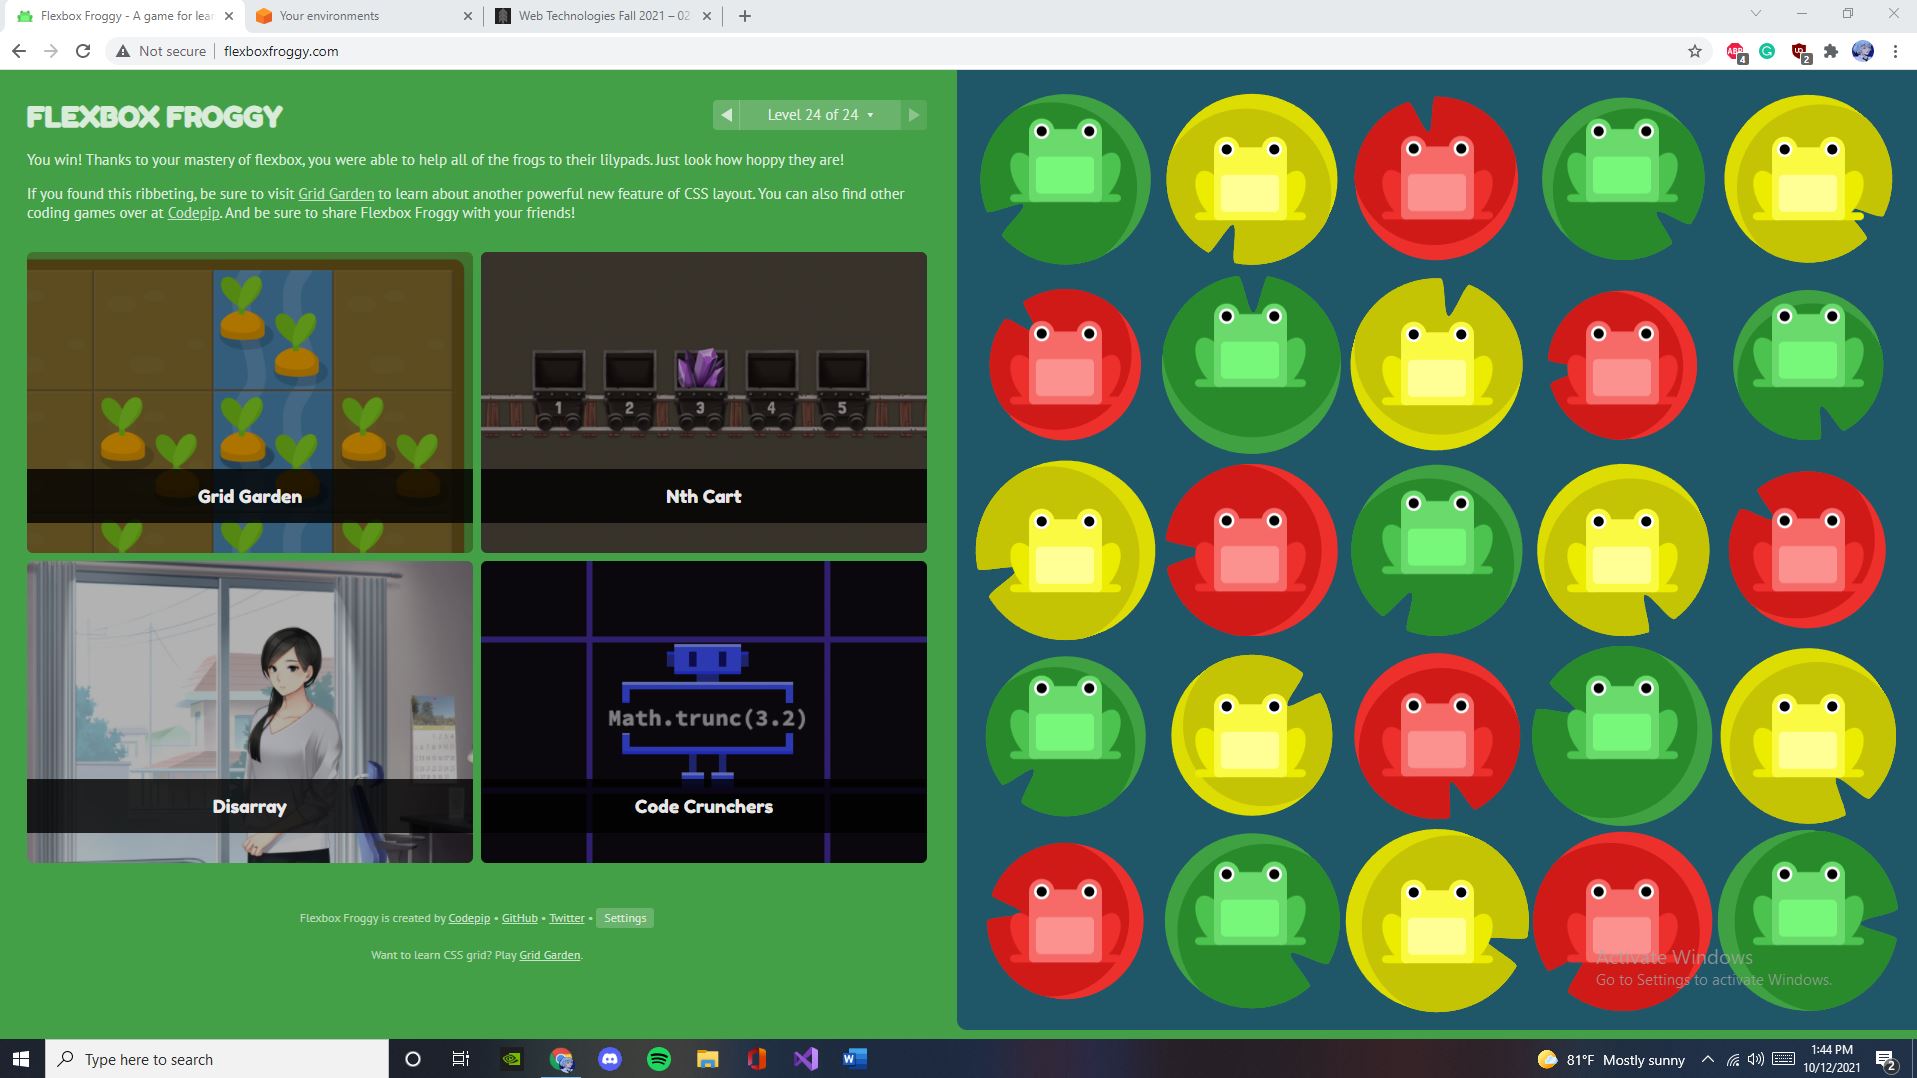 Flexbox Froggy - A game for lear
Your environments
Web Technologies Fall 2021 – 02
Not secure
flexboxfroggy.com
ABP
4
2
FLEXBOX FROGGY
Level 24 of 24
You win! Thanks to your mastery of flexbox, you were able to help all of the frogs to their lilypads. Just look how hoppy they are!
If you found this ribbeting, be sure to visit Grid Garden to learn about another powerful new feature of CSS layout. You can also find other
coding games over at Codepip. And be sure to share Flexbox Froggy with your friends!
1 2 3 4 5
Grid Garden
Nth Cart
Math.trunc(3.2)
Disarray
Code Crunchers
Flexbox Froggy is created by Codepip • GitHub • Twitter • Settings
Want to learn CSS grid? Play Grid Garden.
Activate Windows
Go to Settings to activate Windows.
Type here to search
81°F Mostly sunny
1:44 PM
10/12/2021
2